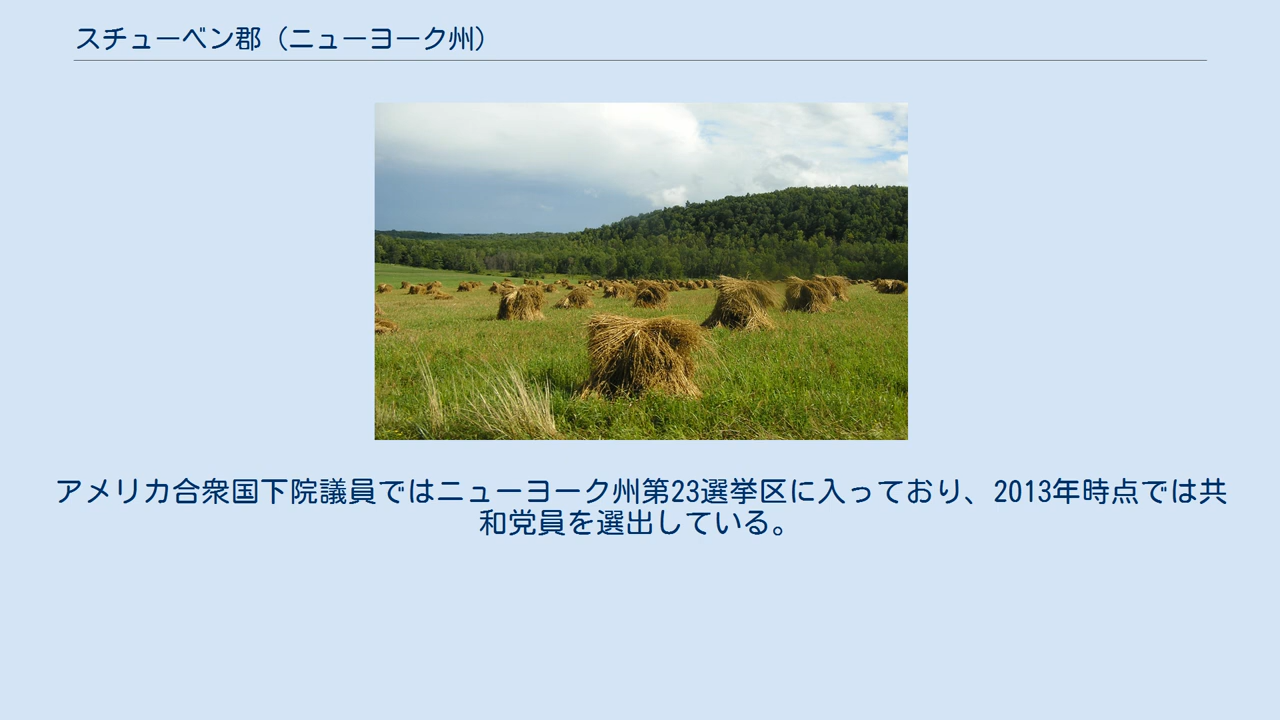 スチューベン郡（ニューヨーク州）
アメリカ合衆国下院議員ではニューヨーク州第23選挙区に入っており、2013年時点では共
和党員を選出している。